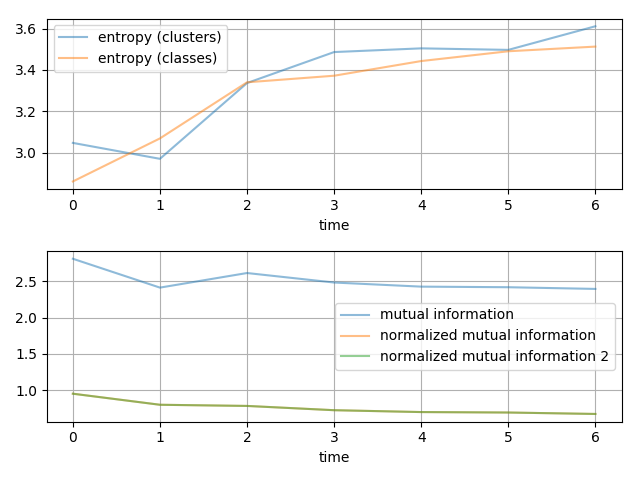 3.6
3.4
3.2
3.0
entropy (clusters)
entropy (classes)
0 1 2 3 4 5 6
time
2.5
2.0
1.5
1.0
mutual information
normalized mutual information
normalized mutual information 2
0 1 2 3 4 5 6
time